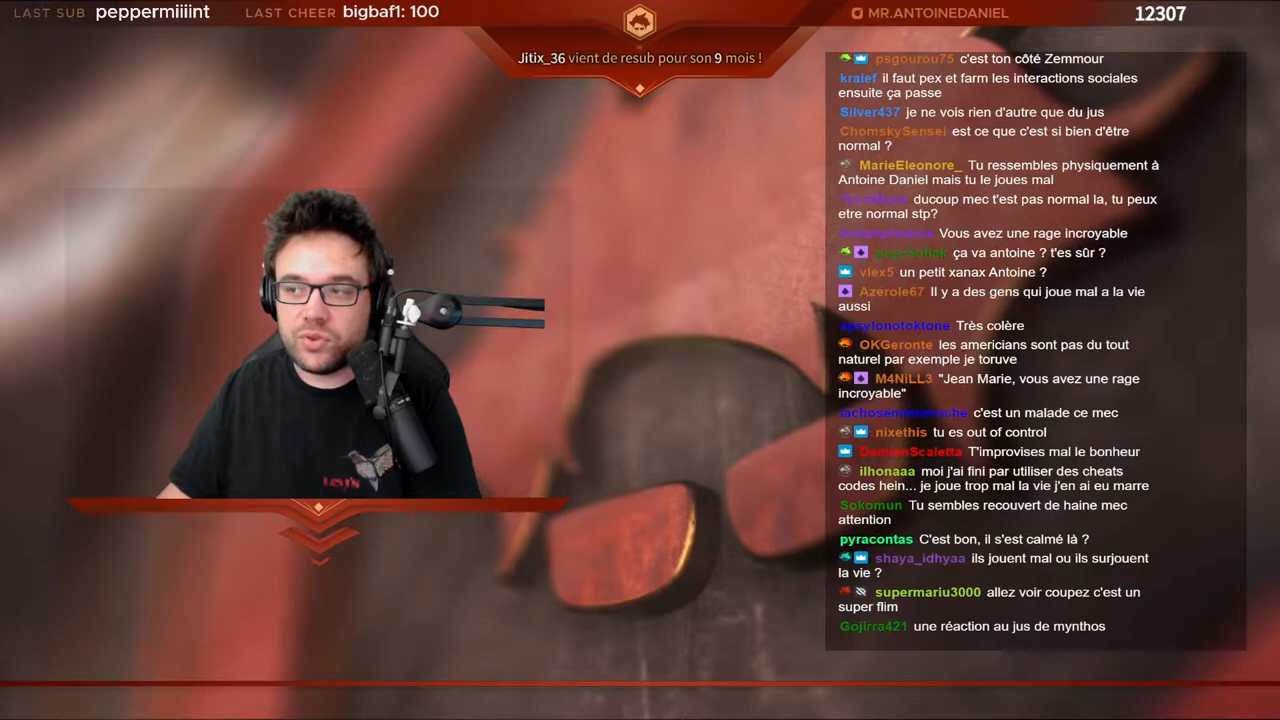 LAST SUB peppermiiiint LAST CHEER bigbaf1: 100 MR.ANTOINEDANIEL 12307
Jitix_36 vient de resub pour son 9 mois !
psgourou75 c'est ton côté Zemmour
kraief il faut pex et farm les interactions sociales
ensuite ça passe
Silver437 je ne vois rien d'autre que du jus
ChomskySensei est ce que c'est si bien d'être
normal ?
MarieEleonore_ Tu ressembles physiquement à
Antoine Daniel mais tu le joues mal
ducoup mec t'est pas normal la, tu peux
etre normal stp?
Vous avez une rage incroyable
ça va antoine ? t'es sûr ?
vlex5 un petit xanax Antoine ?
Azerole67 Il y a des gens qui joue mal a la vie
aussi
Très colère
OKGeronte les americians sont pas du tout
naturel par exemple je toruve
M4NiLL3 "Jean Marie, vous avez une rage
incroyable"
c'est un malade ce mec
nixethis tu es out of control
DamienScaletta T'improvises mal le bonheur
ilhonaaa moi j'ai fini par utiliser des cheats
codes hein... je joue trop mal la vie j'en ai eu marre
Sokomun Tu sembles recouvert de haine mec
attention
pyracontas C'est bon, il s'est calmé là ?
shaya_idhyaa ils jouent mal ou ils surjouent
la vie ?
supermariu3000 allez voir coupez c'est un
super flim
Gojirra421 une réaction au jus de mynthos
Levi's